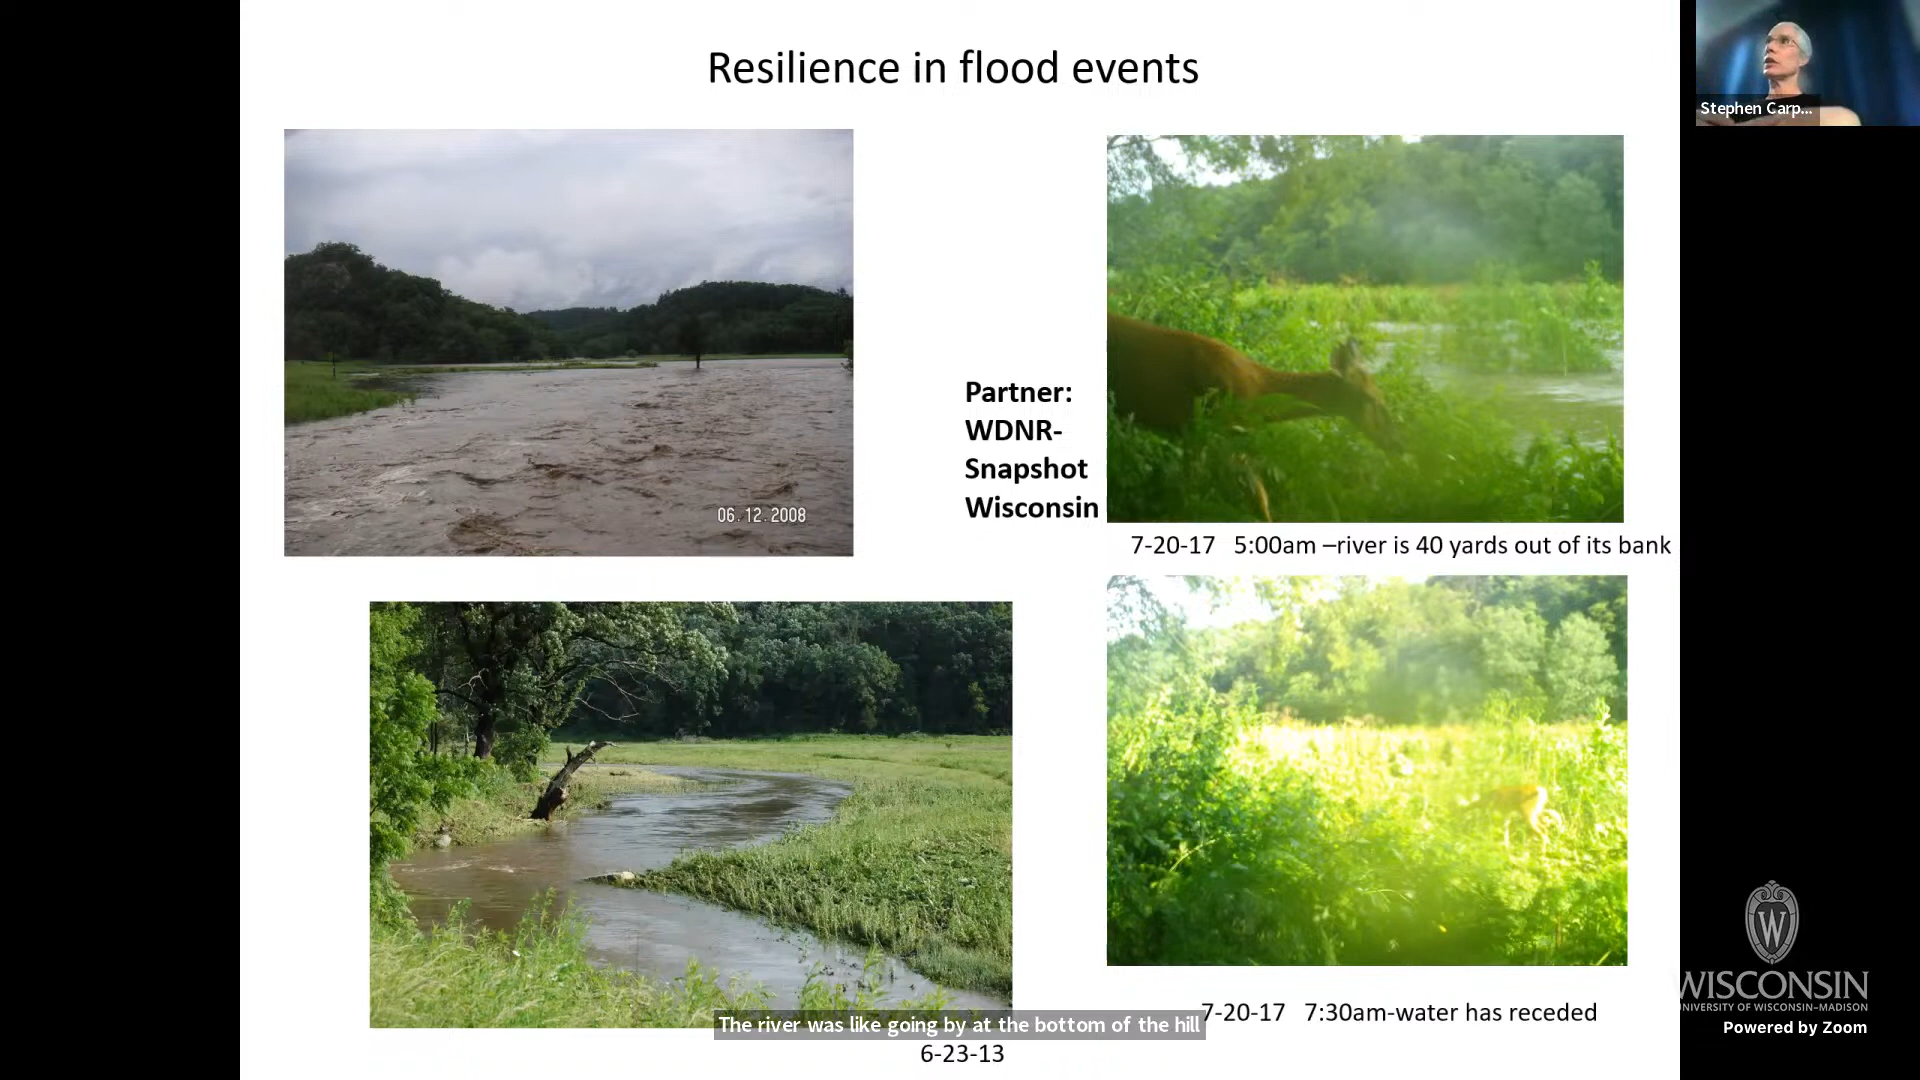 Resilience in flood events
Stephen Carp...
06.12.2008
Partner:
WDNR-
Snapshot
Wisconsin
7-20-17 5:00am –river is 40 yards out of its bank
7-20-17 7:30am-water has receded
The river was like going by at the bottom of the hill
6-23-13
W
WISCONSIN
UNIVERSITY OF WISCONSIN–MADISON
Powered by Zoom